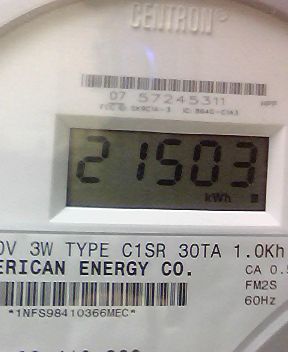 CENTRON®
07 57245311
21503
kWh
0V 3W TYPE C1SR 30TA 1.0Kh
ERICAN ENERGY CO.
CA 0.5
FM2S
60Hz
*1NFS98410366MEC*